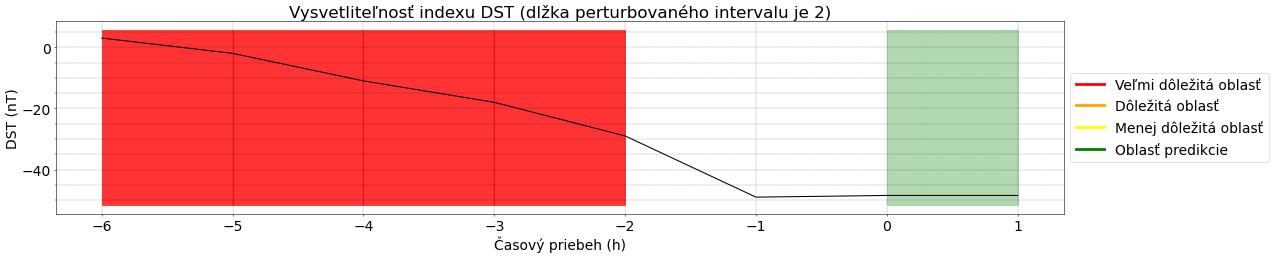 Vysvetliteľnosť indexu DST (dĺžka perturbovaného intervalu je 2)
DST (nT)
0
−20
−40
−6 −5 −4 −3 −2 −1 0 1
Časový priebeh (h)
Veľmi dôležitá oblasť
Dôležitá oblasť
Menej dôležitá oblasť
Oblasť predikcie